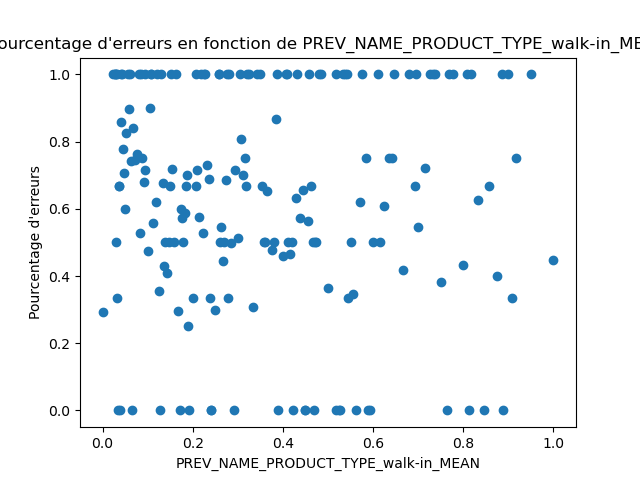 ourcentage d'erreurs en fonction de PREV_NAME_PRODUCT_TYPE_walk-in_ME
1.0
0.8
0.6
0.4
0.2
0.0
Pourcentage d'erreurs
0.0 0.2 0.4 0.6 0.8 1.0
PREV_NAME_PRODUCT_TYPE_walk-in_MEAN